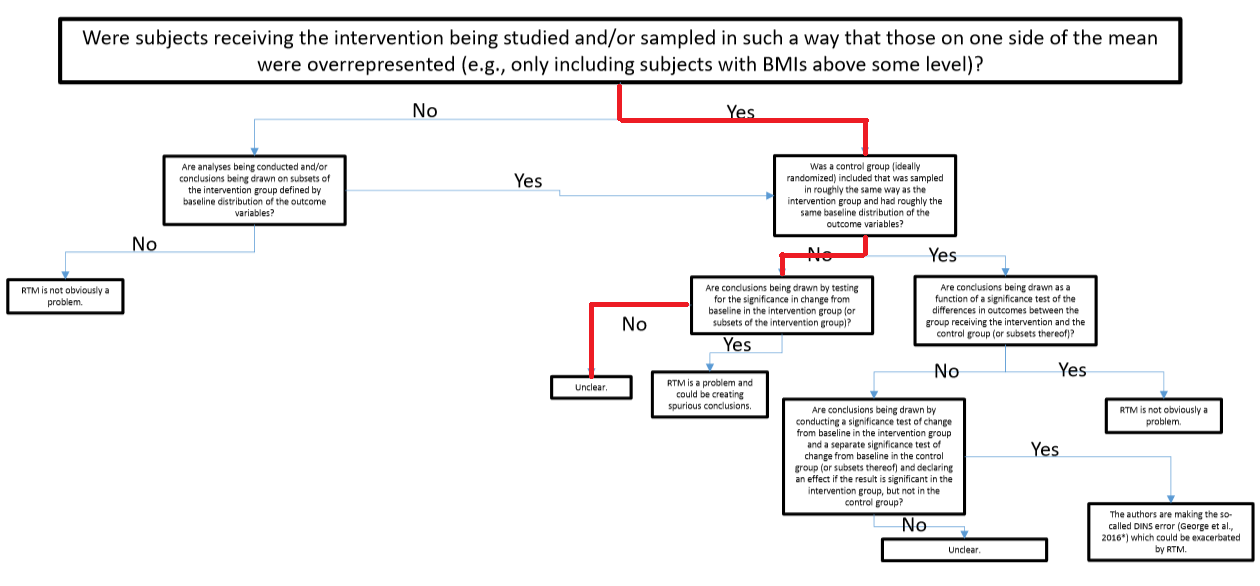 Were subjects receiving the intervention being studied and/or sampled in such a way that those on one side of the mean
were overrepresented (e.g., only including subjects with BMIs above some level)?
No
Yes
Are analyses being conducted and/or
conclusions being drawn on subsets of
the intervention group defined by
baseline distribution of the outcome
variables?
Yes
Was a control group (ideally
randomized) included that was sampled
in roughly the same way as the
intervention group and had roughly the
same baseline distribution of the
outcome variables?
No
RTM is not obviously a
problem.
No
Yes
Are conclusions being drawn by testing
for the significance in change from
baseline in the intervention group (or
subsets of the intervention group)?
Are conclusions being drawn as a
function of a significance test of the
differences in outcomes between the
group receiving the intervention and the
control group (or subsets thereof)?
No
Yes
Unclear.
RTM is a problem and
could be creating
spurious conclusions.
No
Yes
Are conclusions being drawn by
conducting a significance test of change
from baseline in the intervention group
and a separate significance test of
change from baseline in the control
group (or subsets thereof) and declaring
an effect if the result is significant in the
intervention group, but not in the
control group?
RTM is not obviously a
problem.
Yes
No
Unclear.
The authors are making the so-
called DINS error (George et al.,
2016*) which could be exacerbated
by RTM.